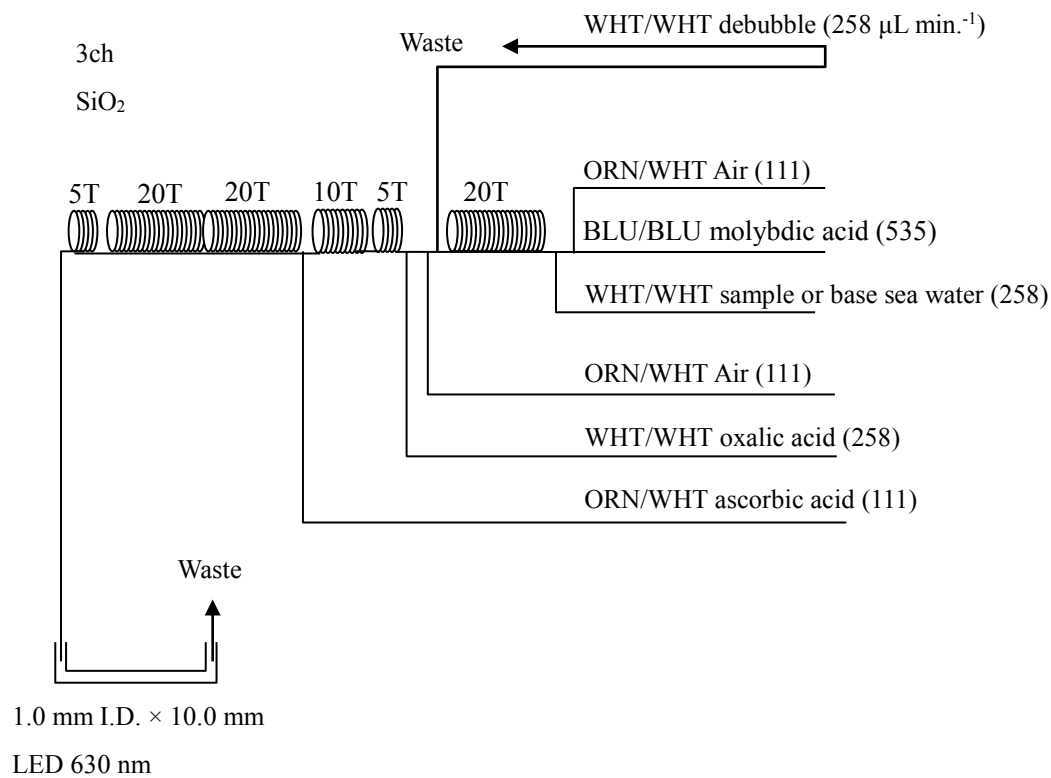 3ch
SiO₂
Waste
WHT/WHT debubble (258 μL min.⁻¹)
5T 20T 20T 10T 5T 20T
ORN/WHT Air (111)
BLU/BLU molybdic acid (535)
WHT/WHT sample or base sea water (258)
ORN/WHT Air (111)
WHT/WHT oxalic acid (258)
ORN/WHT ascorbic acid (111)
Waste
1.0 mm I.D. × 10.0 mm
LED 630 nm